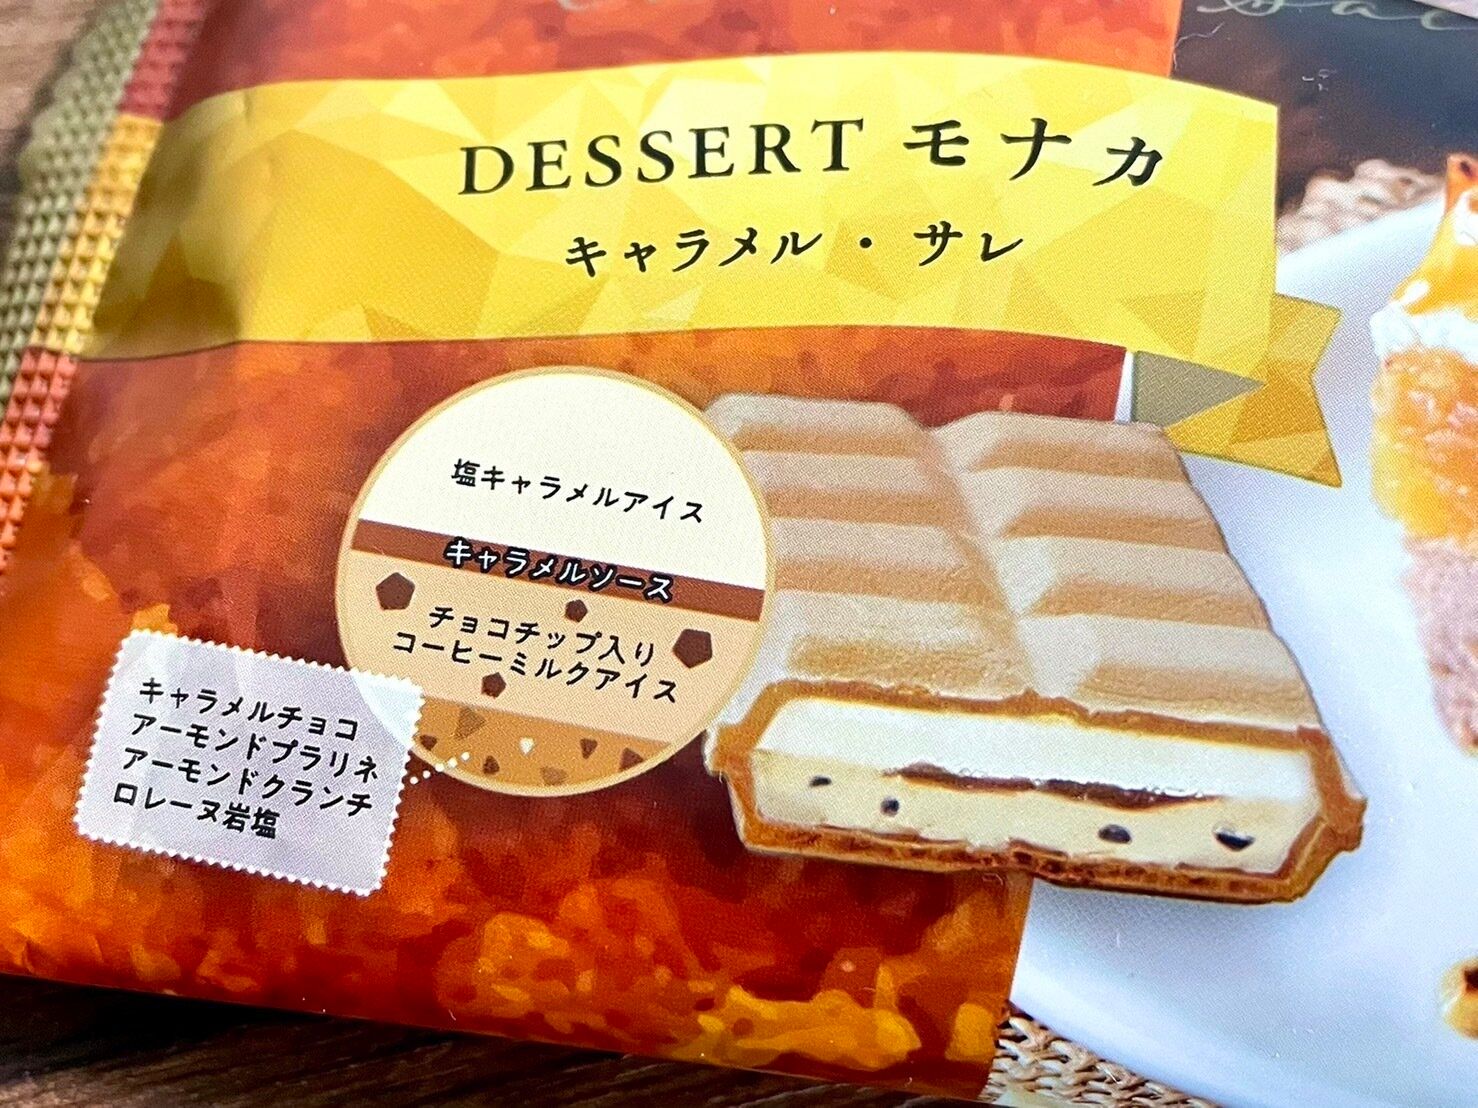 DESSERT モナカ
キャラメル・サレ
塩キャラメルアイス
キャラメルソース
チョコチップ入り
コーヒーミルクアイス
キャラメルチョコ
アーモンドプラリネ
アーモンドクランチ
ロレーヌ岩塩